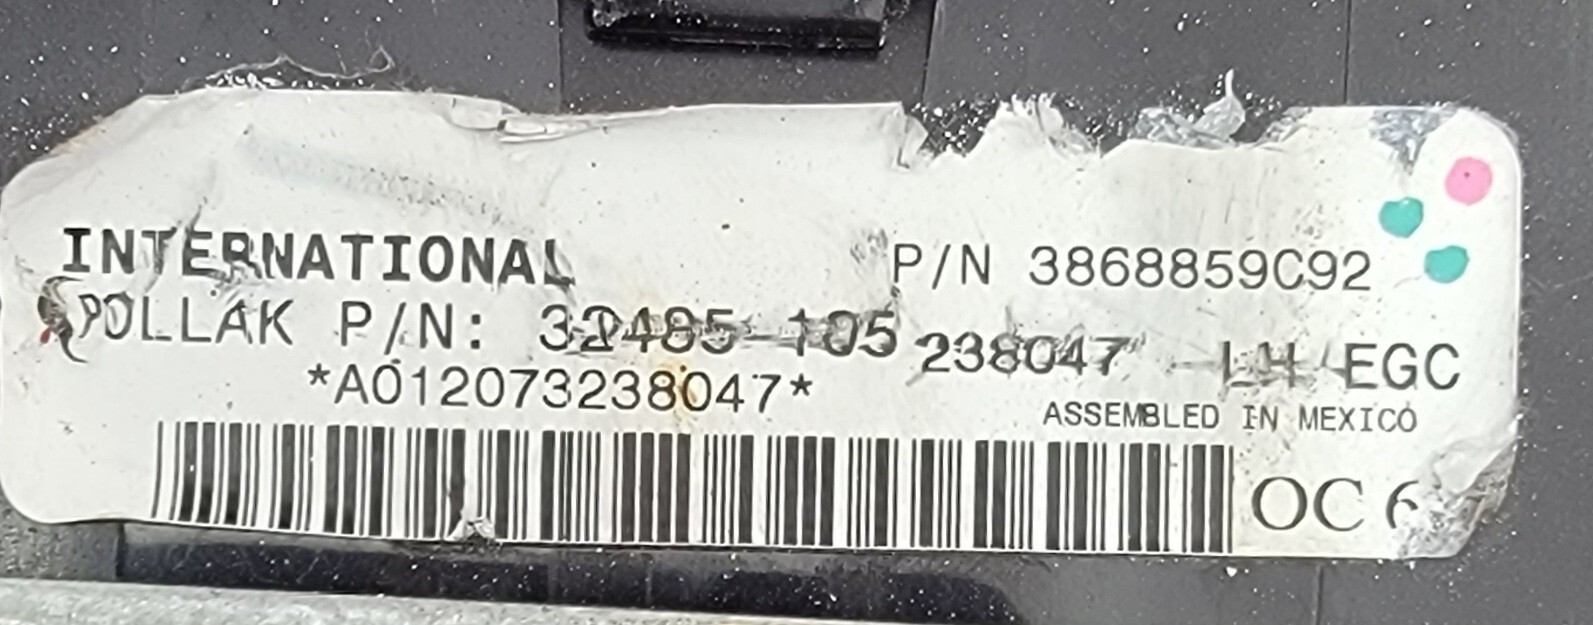 INTERNATIONAL P/N 3868859C92
POLLAK P/N: 32485-105 238047 LH EGC
*A012073238047*
ASSEMBLED IN MEXICO
OC 6